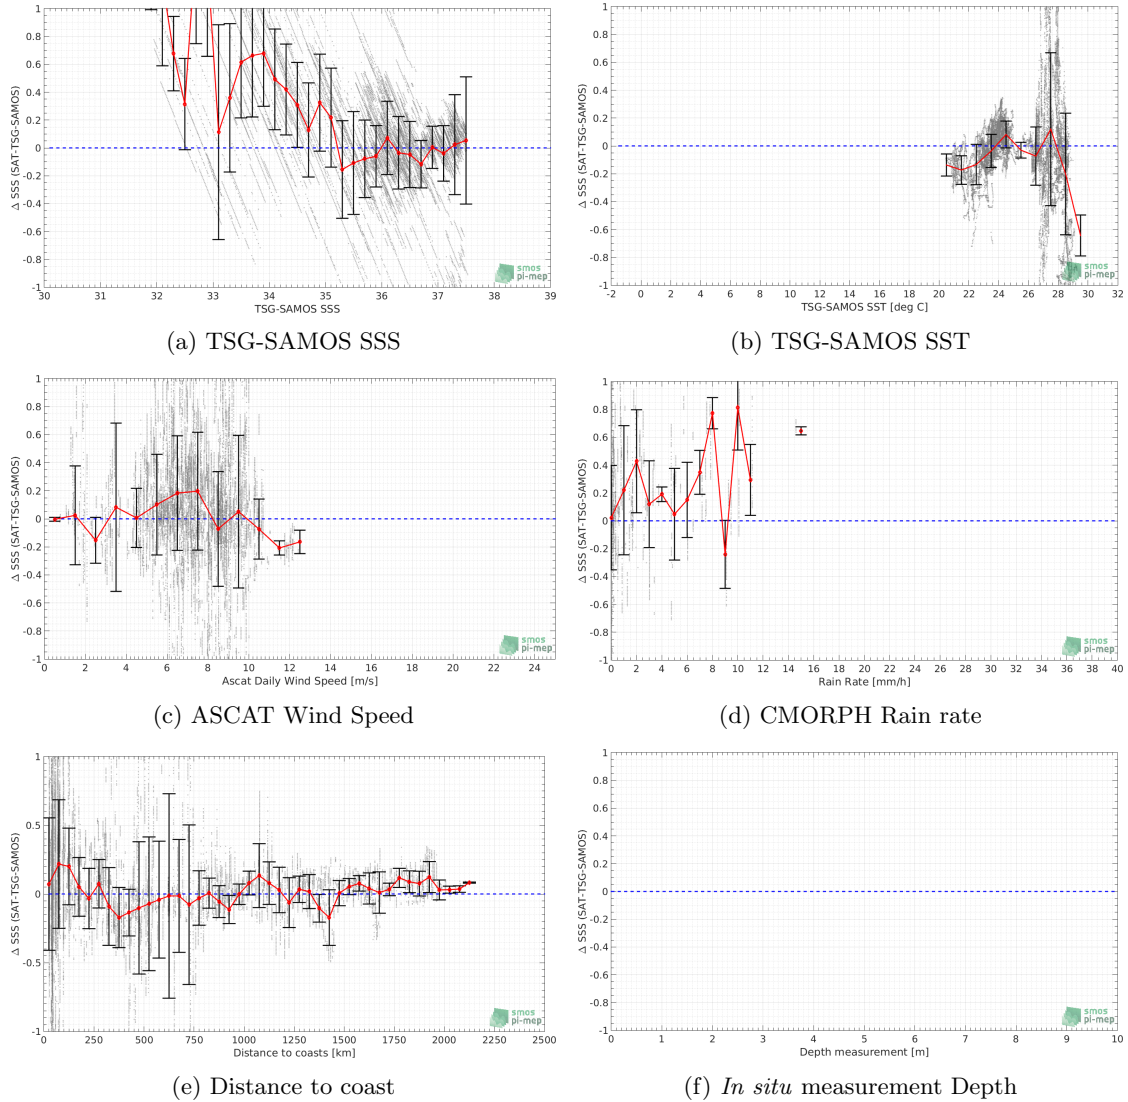 Δ SSS (SAT-TSG-SAMOS)
1
0.8
0.6
0.4
0.2
0
-0.2
-0.4
-0.6
-0.8
-1
30 31 32 33 34 35 36 37 38 39
TSG-SAMOS SSS
smos
pi-mep
(a) TSG-SAMOS SSS
Δ SSS (SAT-TSG-SAMOS)
1
0.8
0.6
0.4
0.2
0
-0.2
-0.4
-0.6
-0.8
-1
-2 0 2 4 6 8 10 12 14 16 18 20 22 24 26 28 30 32
TSG-SAMOS SST [deg C]
smos
pi-mep
(b) TSG-SAMOS SST
Δ SSS (SAT-TSG-SAMOS)
1
0.8
0.6
0.4
0.2
0
-0.2
-0.4
-0.6
-0.8
-1
0 2 4 6 8 10 12 14 16 18 20 22 24
Ascat Daily Wind Speed [m/s]
smos
pi-mep
(c) ASCAT Wind Speed
Δ SSS (SAT-TSG-SAMOS)
1
0.8
0.6
0.4
0.2
0
-0.2
-0.4
-0.6
-0.8
-1
0 2 4 6 8 10 12 14 16 18 20 22 24 26 28 30 32 34 36 38 40
Rain Rate [mm/h]
smos
pi-mep
(d) CMORPH Rain rate
Δ SSS (SAT-TSG-SAMOS)
1
0.5
0
-0.5
-1
0 250 500 750 1000 1250 1500 1750 2000 2250 2500
Distance to coasts [km]
smos
pi-mep
(e) Distance to coast
Δ SSS (SAT-TSG-SAMOS)
1
0.8
0.6
0.4
0.2
0
-0.2
-0.4
-0.6
-0.8
-1
0 1 2 3 4 5 6 7 8 9 10
Depth measurement [m]
smos
pi-mep
(f) In situ measurement Depth